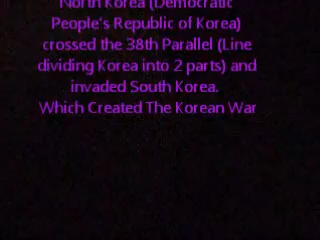 North Korea (Democratic
People's Republic of Korea)
crossed the 38th Parallel (Line
dividing Korea into 2 parts) and
invaded South Korea.
Which Created The Korean War